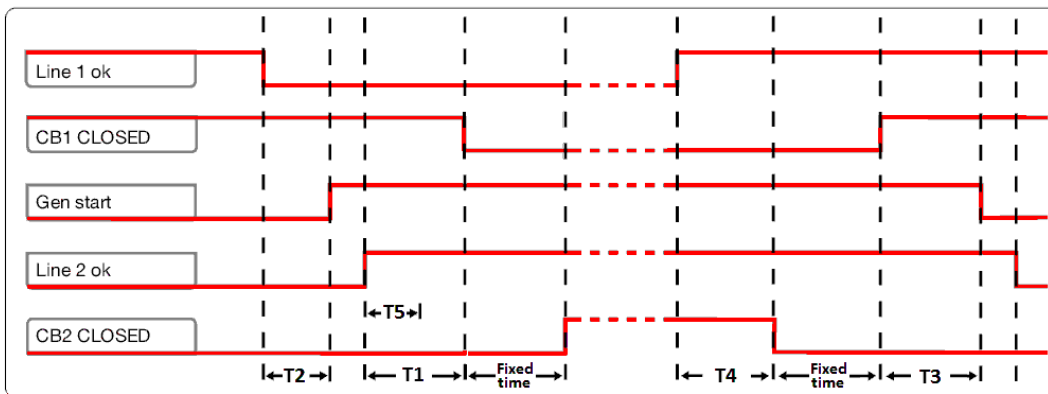 Line 1 ok
CB1 CLOSED
Gen start
Line 2 ok
T5
CB2 CLOSED
T2
T1
Fixed
time
T4
Fixed
time
T3